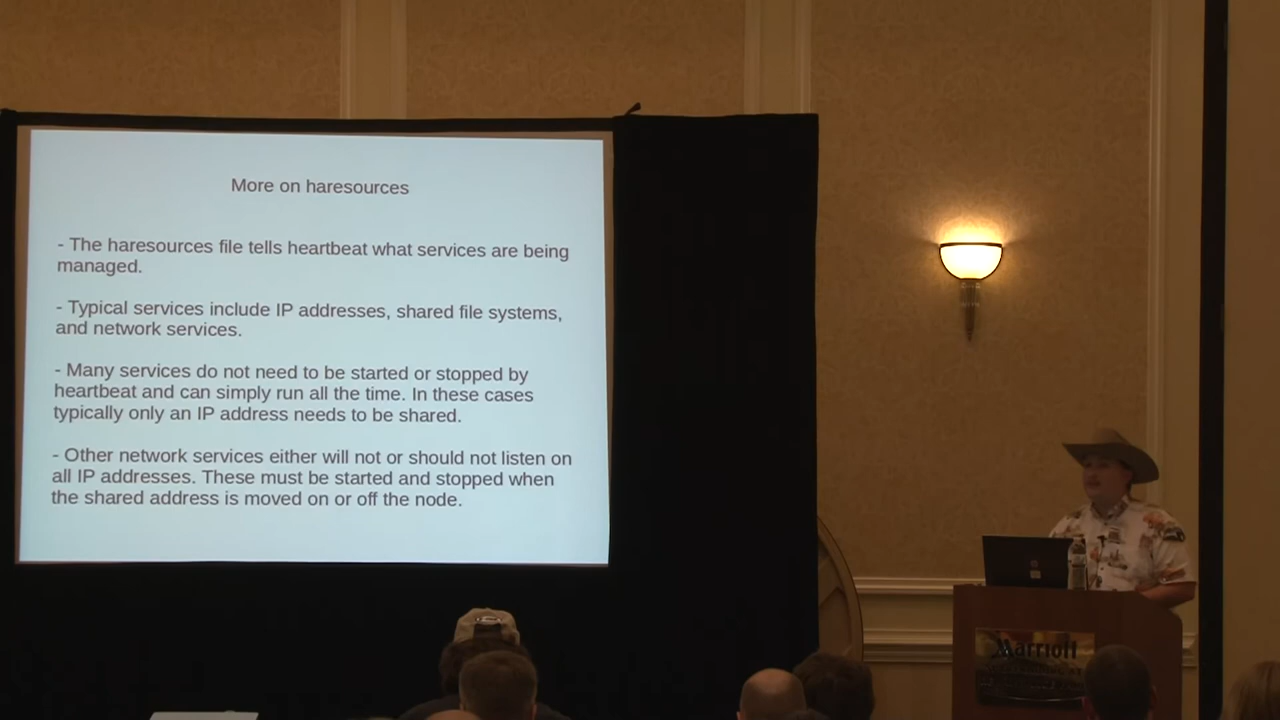 More on haresources
- The haresources file tells heartbeat what services are being
managed.
- Typical services include IP addresses, shared file systems,
and network services.
- Many services do not need to be started or stopped by
heartbeat and can simply run all the time. In these cases
typically only an IP address needs to be shared.
- Other network services either will not or should not listen on
all IP addresses. These must be started and stopped when
the shared address is moved on or off the node.
Marriott